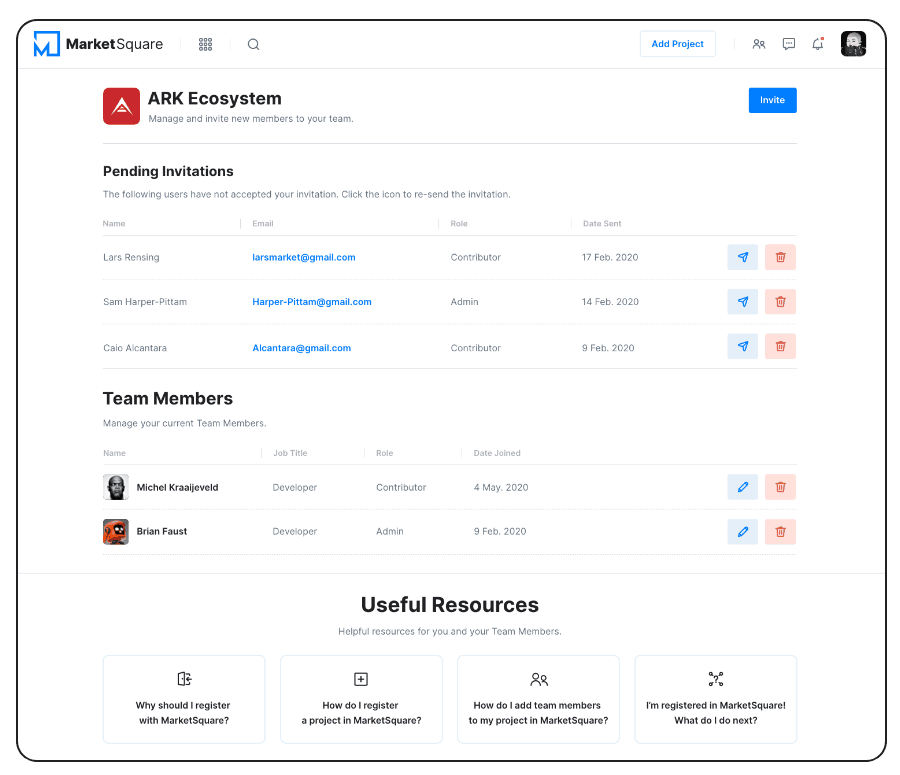 MarketSquare
Add Project
ARK Ecosystem
Manage and invite new members to your team.
Invite
Pending Invitations
The following users have not accepted your invitation. Click the icon to re-send the invitation.
Name Email Role Date Sent
Lars Rensing larsmarket@gmail.com Contributor 17 Feb. 2020
Sam Harper-Pittam Harper-Pittam@gmail.com Admin 14 Feb. 2020
Caio Alcantara Alcantara@gmail.com Contributor 9 Feb. 2020
Team Members
Manage your current Team Members.
Name Job Title Role Date Joined
Michel Kraaijeveld Developer Contributor 4 May. 2020
Brian Faust Developer Admin 9 Feb. 2020
Useful Resources
Helpful resources for you and your Team Members.
Why should I register
with MarketSquare?
How do I register
a project in MarketSquare?
How do I add team members
to my project in MarketSquare?
I'm registered in MarketSquare!
What do I do next?